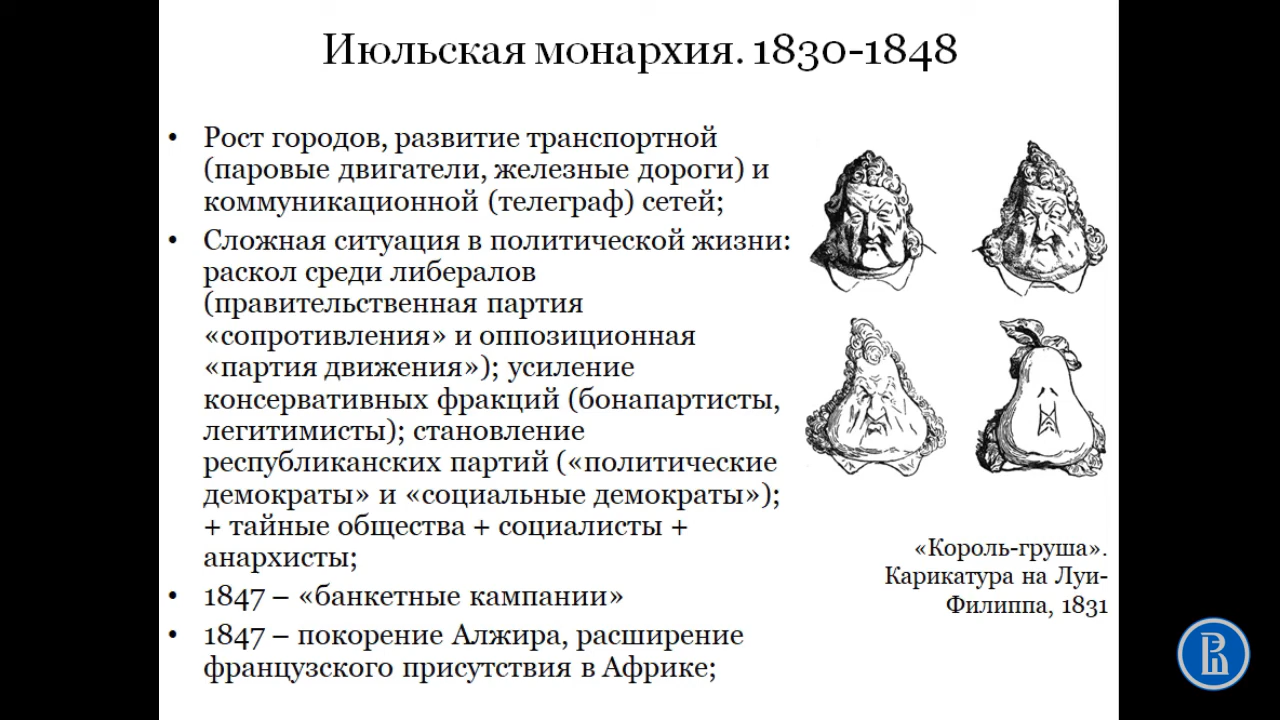 Июльская монархия. 1830-1848
• Рост городов, развитие транспортной
(паровые двигатели, железные дороги) и
коммуникационной (телеграф) сетей;
• Сложная ситуация в политической жизни:
раскол среди либералов
(правительственная партия
«сопротивления» и оппозиционная
«партия движения»); усиление
консервативных фракций (бонапартисты,
легитимисты); становление
республиканских партий («политические
демократы» и «социальные демократы»);
+ тайные общества + социалисты +
анархисты;
• 1847 – «банкетные кампании»
• 1847 – покорение Алжира, расширение
французского присутствия в Африке;
«Король-груша».
Карикатура на Луи-
Филиппа, 1831